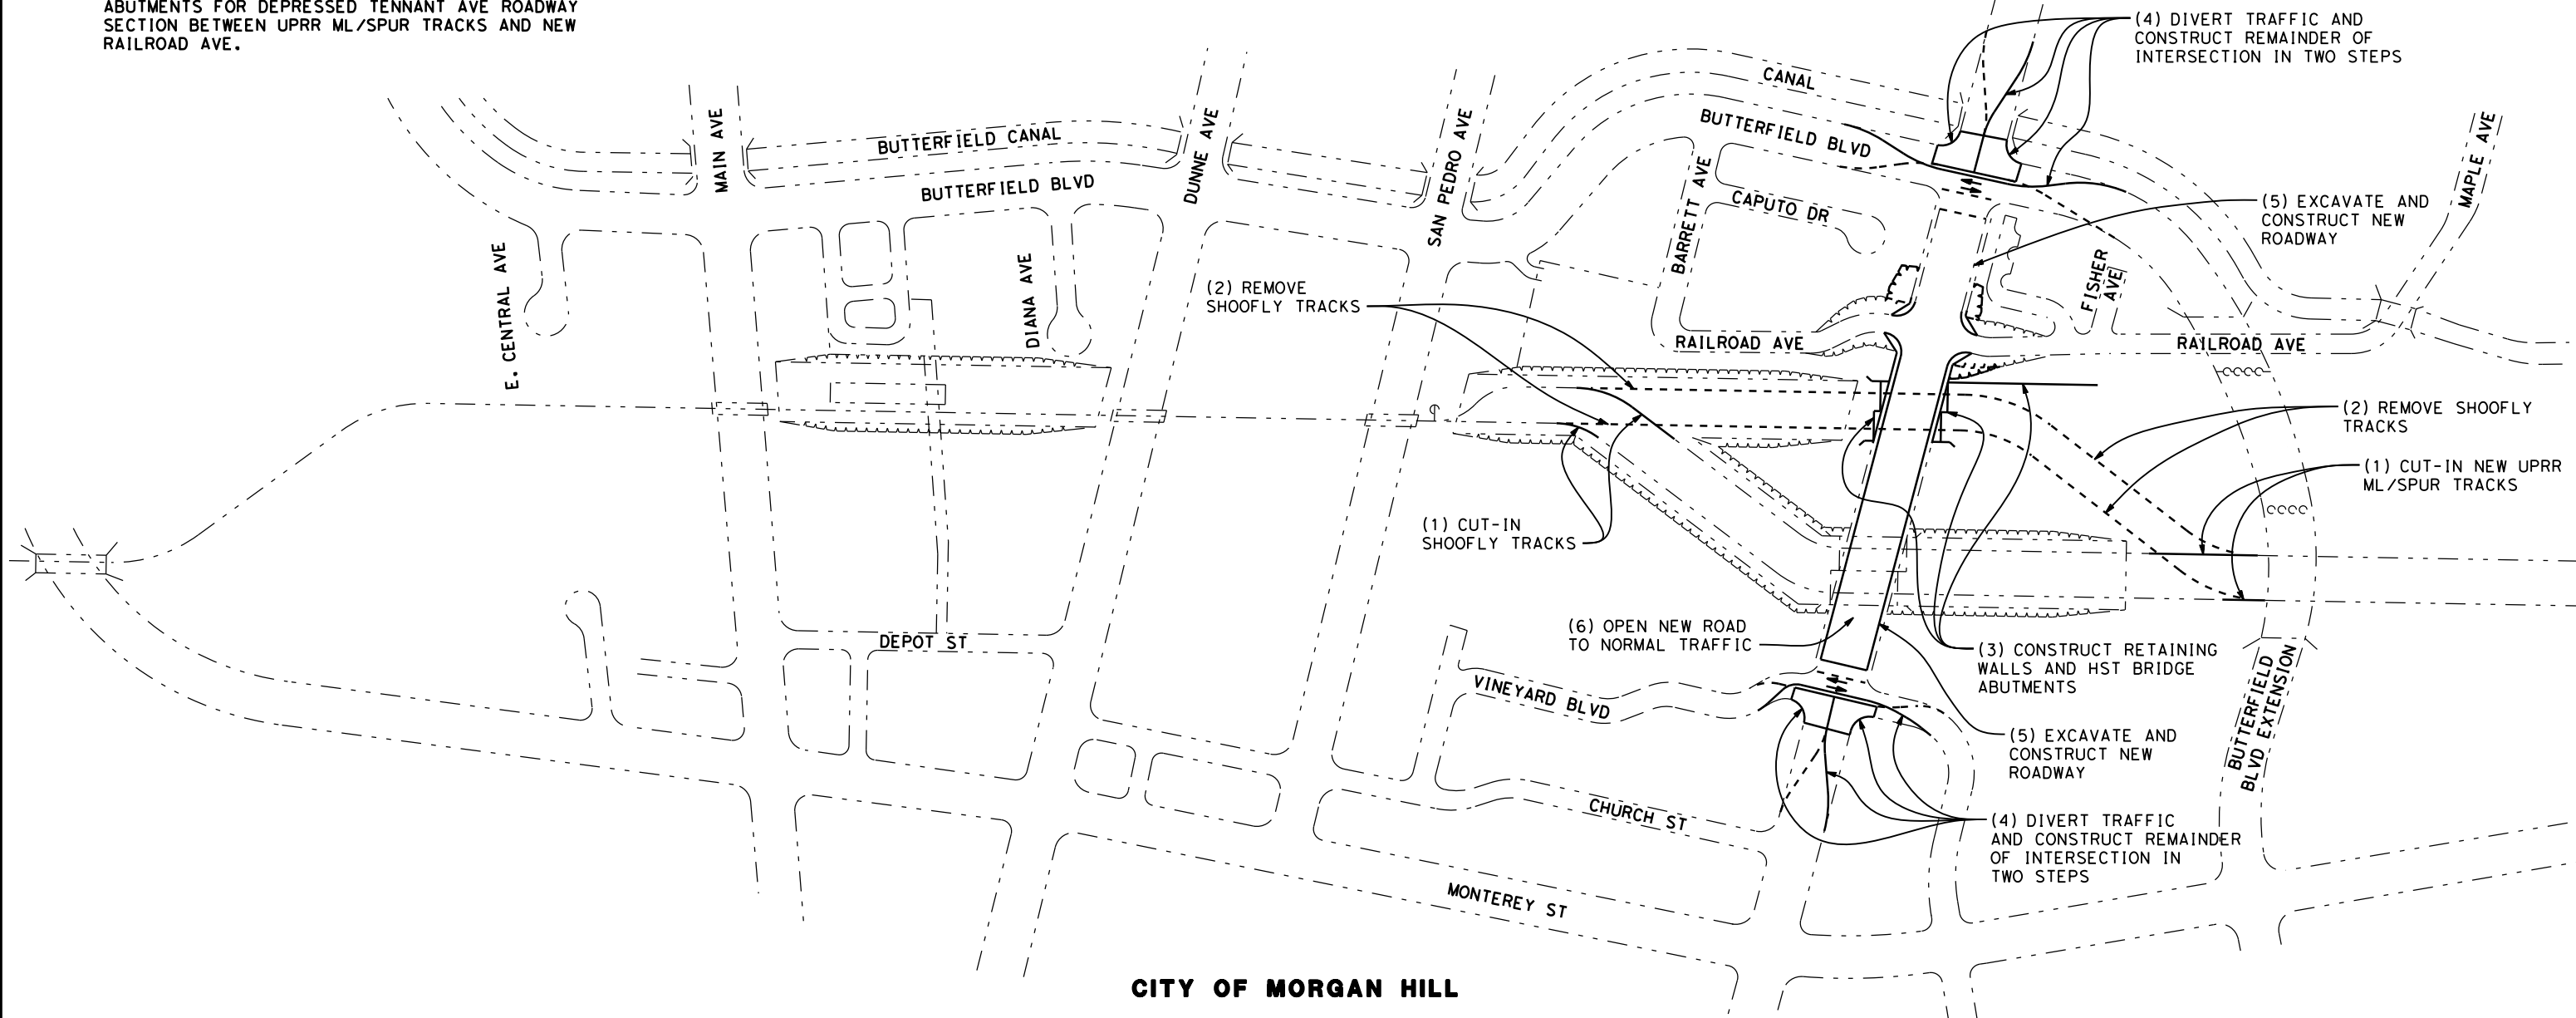 ABUTMENTS FOR DEPRESSED TENNANT AVE ROADWAY
SECTION BETWEEN UPRR ML/SPUR TRACKS AND NEW
RAILROAD AVE.
(4) DIVERT TRAFFIC AND
CONSTRUCT REMAINDER OF
INTERSECTION IN TWO STEPS
CANAL
BUTTERFIELD BLVD
MAIN AVE
BUTTERFIELD CANAL
BUTTERFIELD BLVD
DUNNE AVE
SAN PEDRO AVE
BARRETT AVE
CAPUTO DR
MAPLE AVE
(5) EXCAVATE AND
CONSTRUCT NEW
ROADWAY
FISHER
AVE
E. CENTRAL AVE
DIANA AVE
(2) REMOVE
SHOOFLY TRACKS
RAILROAD AVE
RAILROAD AVE
(2) REMOVE SHOOFLY
TRACKS
(1) CUT-IN NEW UPRR
ML/SPUR TRACKS
(1) CUT-IN
SHOOFLY TRACKS
(6) OPEN NEW ROAD
TO NORMAL TRAFFIC
(3) CONSTRUCT RETAINING
WALLS AND HST BRIDGE
ABUTMENTS
DEPOT ST
VINEYARD BLVD
(5) EXCAVATE AND
CONSTRUCT NEW
ROADWAY
BUTTERFIELD
BLVD EXTENSION
CHURCH ST
(4) DIVERT TRAFFIC
AND CONSTRUCT REMAINDER
OF INTERSECTION IN
TWO STEPS
MONTEREY ST
CITY OF MORGAN HILL